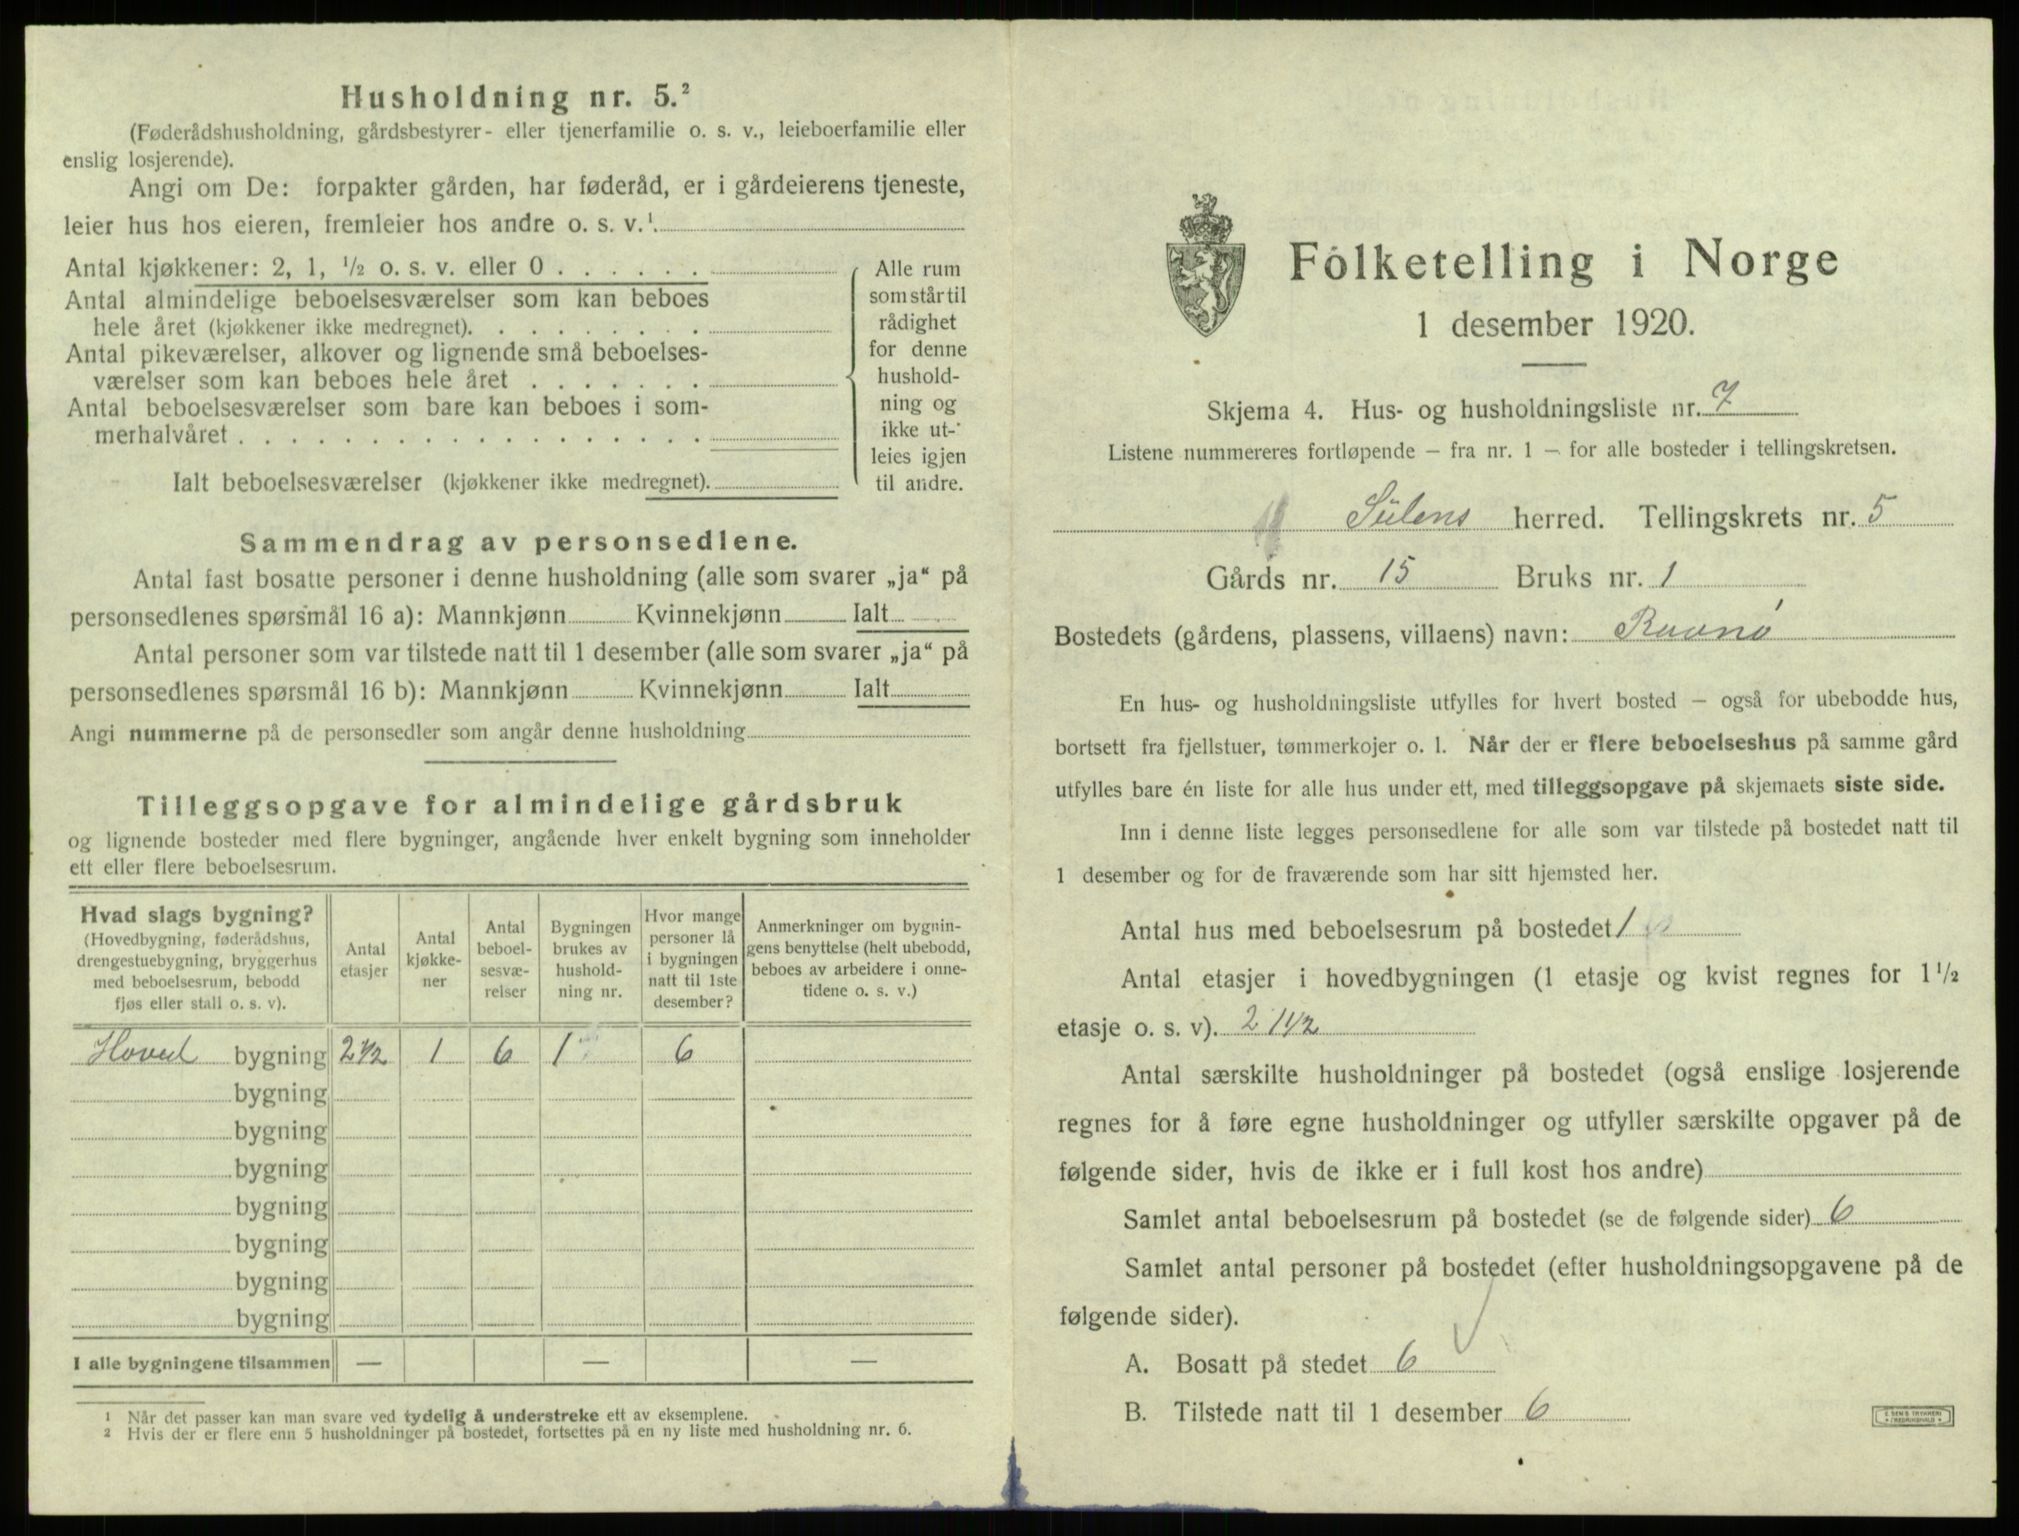 Husholdning nr. 5.²
(Føderådshusholdning, gårdsbestyrer- eller tjenerfamilie o. s. v., leieboerfamilie eller
enslig losjerende).
Angi om De: forpakter gården, har føderåd, er i gårdeierens tjeneste,
leier hus hos eieren, fremleier hos andre o. s. v.¹.
Antal kjøkkener: 2, 1, ½ o. s. v. eller 0 . . . . . .
Antal almindelige beboelsesværelser som kan beboes
hele året (kjøkkener ikke medregnet). . . . . . . . .
Antal pikeværelser, alkover og lignende små beboelses-
værelser som kan beboes hele året . . . . . . .
Antal beboelsesværelser som bare kan beboes i som-
merhalvåret . . . . . . . . . . . . . . . . . .
Ialt beboelsesværelser (kjøkkener ikke medregnet).
Alle rum
som står til
rådighet
for denne
hushold-
ning og
ikke ut-
leies igjen
til andre.
Sammendrag av personsedlene.
Antal fast bosatte personer i denne husholdning (alle som svarer „ja“ på
personsedlenes spørsmål 16 a): Mannkjønn Kvinnekjønn Ialt
Antal personer som var tilstede natt til 1 desember (alle som svarer „ja“ på
personsedlenes spørsmål 16 b): Mannkjønn Kvinnekjønn Ialt
Angi nummerne på de personsedler som angår denne husholdning
Tilleggsopgave for almindelige gårdsbruk
og lignende bosteder med flere bygninger, angående hver enkelt bygning som inneholder
ett eller flere beboelsesrum.
Hvad slags bygning?
(Hovedbygning, føderådshus,
drengestuebygning, bryggerhus
med beboelsesrum, bebodd
fjøs eller stall o. s. v).
Antal
etasjer
Antal
kjøkke-
ner
Antal
beboel-
sesvæ-
relser
Bygningen
brukes av
hushold-
ning nr.
Hvor mange
personer lå
i bygningen
natt til 1ste
desember?
Anmerkninger om bygnin-
gens benyttelse (helt ubebodd,
beboes av arbeidere i onne-
tidene o. s. v.)
Hoved bygning 2 1/2 1 6 1 6
bygning
bygning
bygning
bygning
bygning
bygning
bygning
I alle bygningene tilsammen — — —
¹ Når det passer kan man svare ved tydelig å understreke ett av eksemplene.
² Hvis der er flere enn 5 husholdninger på bostedet, fortsettes på en ny liste med husholdning nr. 6.
Folketelling i Norge
1 desember 1920.
Skjema 4. Hus- og husholdningsliste nr. 7
Listene nummereres fortløpende – fra nr. 1 – for alle bosteder i tellingskretsen.
Sülens herred. Tellingskrets nr. 5
Gårds nr. 15 Bruks nr. 1
Bostedets (gårdens, plassens, villaens) navn: Ravnø
En hus- og husholdningsliste utfylles for hvert bosted – også for ubebodde hus,
bortsett fra fjellstuer, tømmerkojer o. l. Når der er flere beboelseshus på samme gård
utfylles bare én liste for alle hus under ett, med tilleggsopgave på skjemaets siste side.
Inn i denne liste legges personsedlene for alle som var tilstede på bostedet natt til
1 desember og for de fraværende som har sitt hjemsted her.
Antal hus med beboelsesrum på bostedet 1
Antal etasjer i hovedbygningen (1 etasje og kvist regnes for 1 ½
etasje o. s. v). 2 1 1/2
Antal særskilte husholdninger på bostedet (også enslige losjerende
regnes for å føre egne husholdninger og utfyller særskilte opgaver på de
følgende sider, hvis de ikke er i full kost hos andre)
Samlet antal beboelsesrum på bostedet (se de følgende sider) 6
Samlet antal personer på bostedet (efter husholdningsopgavene på de
følgende sider).
A. Bosatt på stedet 6
B. Tilstede natt til 1 desember 6